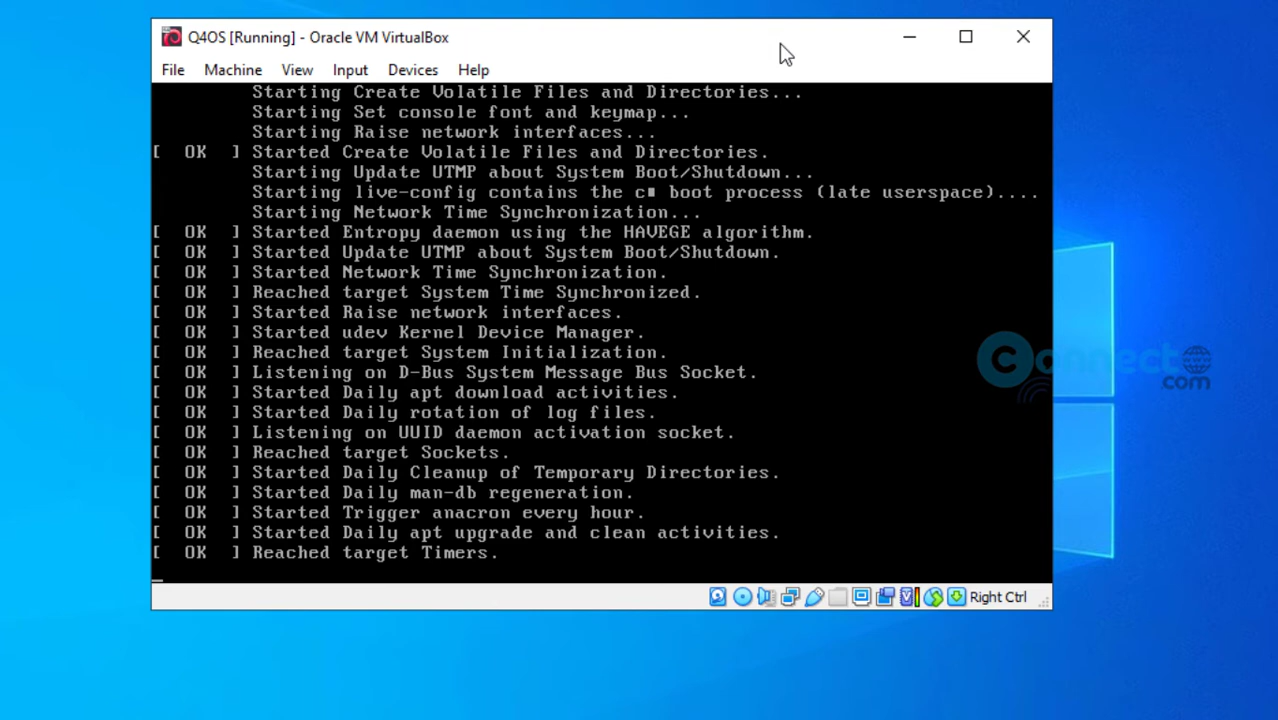 Q4OS [Running] - Oracle VM VirtualBox
File Machine View Input Devices Help
Starting Create Volatile Files and Directories...
Starting Set console font and keymap...
Starting Raise network interfaces...
[ OK ] Started Create Volatile Files and Directories.
Starting Update UTMP about System Boot/Shutdown...
Starting live-config contains the c■ boot process (late userspace)....
Starting Network Time Synchronization...
[ OK ] Started Entropy daemon using the HAVEGE algorithm.
[ OK ] Started Update UTMP about System Boot/Shutdown.
[ OK ] Started Network Time Synchronization.
[ OK ] Reached target System Time Synchronized.
[ OK ] Started Raise network interfaces.
[ OK ] Started udev Kernel Device Manager.
[ OK ] Reached target System Initialization.
[ OK ] Listening on D-Bus System Message Bus Socket.
[ OK ] Started Daily apt download activities.
[ OK ] Started Daily rotation of log files.
[ OK ] Listening on UUID daemon activation socket.
[ OK ] Reached target Sockets.
[ OK ] Started Daily Cleanup of Temporary Directories.
[ OK ] Started Daily man-db regeneration.
[ OK ] Started Trigger anacron every hour.
[ OK ] Started Daily apt upgrade and clean activities.
[ OK ] Reached target Timers.
Right Ctrl
connect
.com